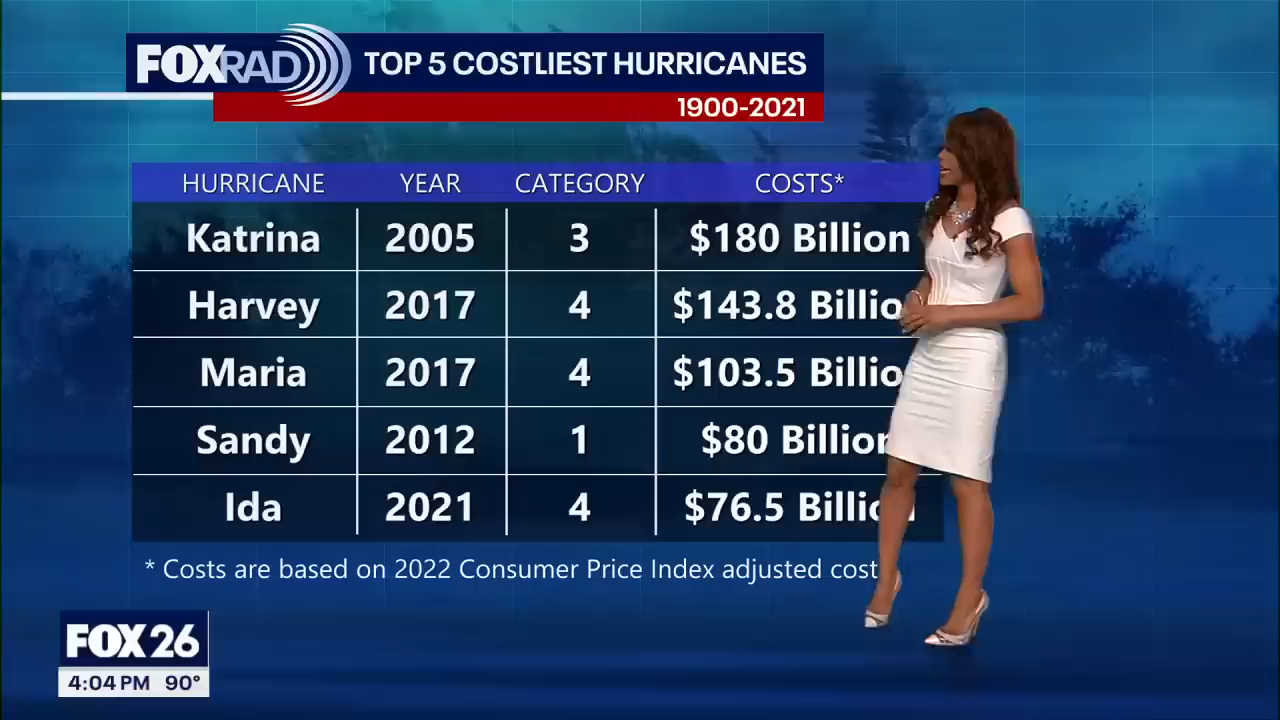 FOXRAD TOP 5 COSTLIEST HURRICANES
1900-2021
HURRICANE YEAR CATEGORY COSTS*
Katrina 2005 3 $180 Billion
Harvey 2017 4 $143.8 Billio
Maria 2017 4 $103.5 Billio
Sandy 2012 1 $80 Billion
Ida 2021 4 $76.5 Billion
* Costs are based on 2022 Consumer Price Index adjusted cost
FOX 26
4:04 PM 90°